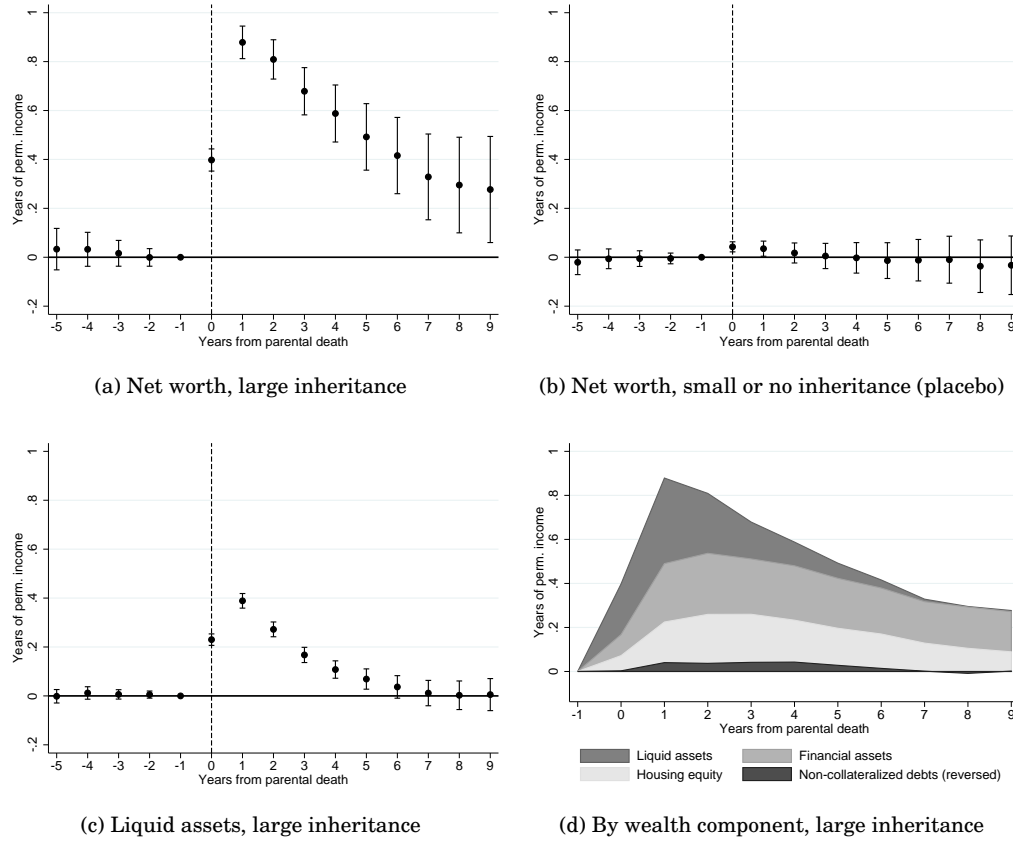 Years of perm. income
1
.8
.6
.4
.2
0
-.2
-5 -4 -3 -2 -1 0 1 2 3 4 5 6 7 8 9
Years from parental death
(a) Net worth, large inheritance
Years of perm. income
1
.8
.6
.4
.2
0
-.2
-5 -4 -3 -2 -1 0 1 2 3 4 5 6 7 8 9
Years from parental death
(b) Net worth, small or no inheritance (placebo)
Years of perm. income
1
.8
.6
.4
.2
0
-.2
-5 -4 -3 -2 -1 0 1 2 3 4 5 6 7 8 9
Years from parental death
(c) Liquid assets, large inheritance
Years of perm. income
1
.8
.6
.4
.2
0
-1 0 1 2 3 4 5 6 7 8 9
Years from parental death
Liquid assets Financial assets
Housing equity Non-collateralized debts (reversed)
(d) By wealth component, large inheritance